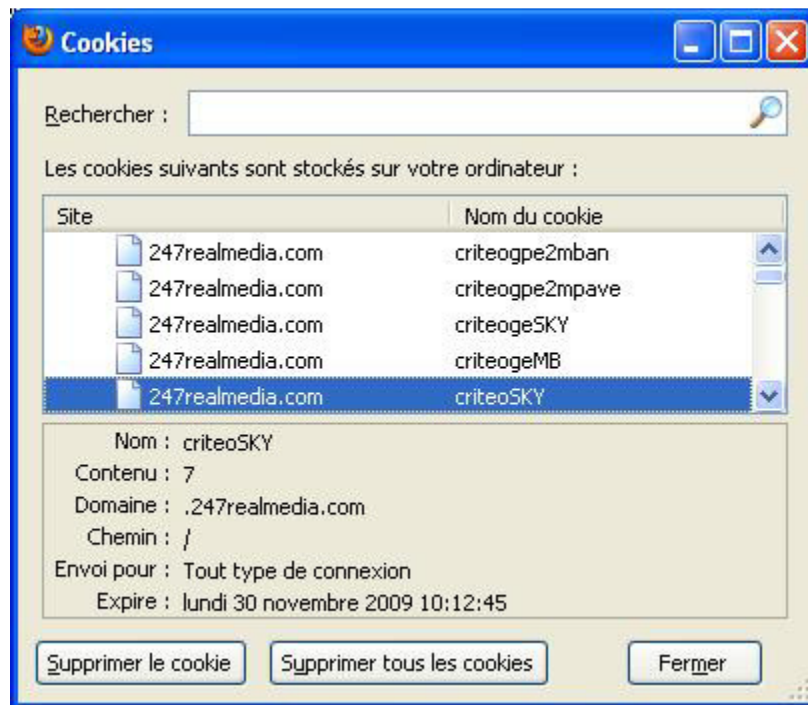 Cookies
Rechercher :
Les cookies suivants sont stockés sur votre ordinateur :
Site Nom du cookie
247realmedia.com criteogpe2mban
247realmedia.com criteogpe2mpave
247realmedia.com criteogeSKY
247realmedia.com criteogeMB
247realmedia.com criteoSKY
Nom : criteoSKY
Contenu : 7
Domaine : .247realmedia.com
Chemin : /
Envoi pour : Tout type de connexion
Expire : lundi 30 novembre 2009 10:12:45
Supprimer le cookie Supprimer tous les cookies Fermer